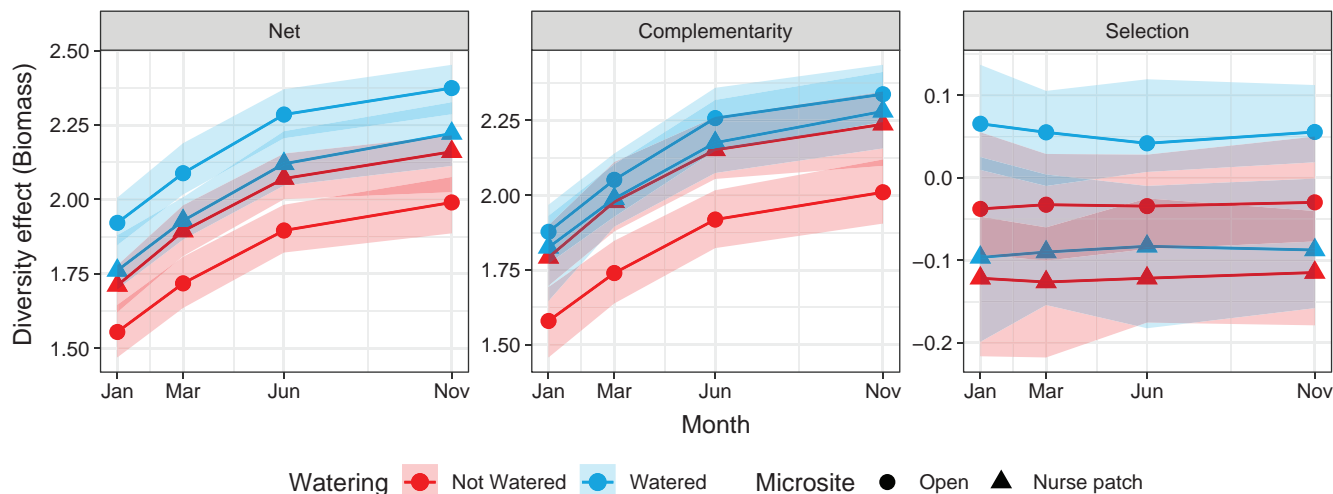 Net Complementarity Selection
Diversity effect (Biomass)
2.50
2.25
2.00
1.75
1.50
2.25
2.00
1.75
1.50
0.1
0.0
−0.1
−0.2
Jan Mar Jun Nov Jan Mar Jun Nov Jan Mar Jun Nov
Month
Watering Not Watered Watered Microsite Open Nurse patch